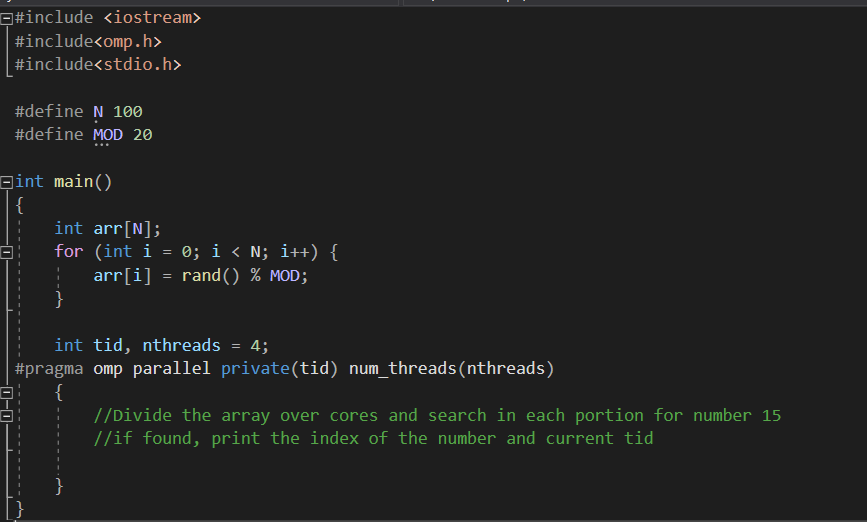 #include <iostream>
#include<omp.h>
#include<stdio.h>
#define N 100
#define MOD 20
int main()
{
int arr[N];
for (int i = 0; i < N; i++) {
arr[i] = rand() % MOD;
}
int tid, nthreads = 4;
#pragma omp parallel private(tid) num_threads(nthreads)
{
//Divide the array over cores and search in each portion for number 15
//if found, print the index of the number and current tid
}
}